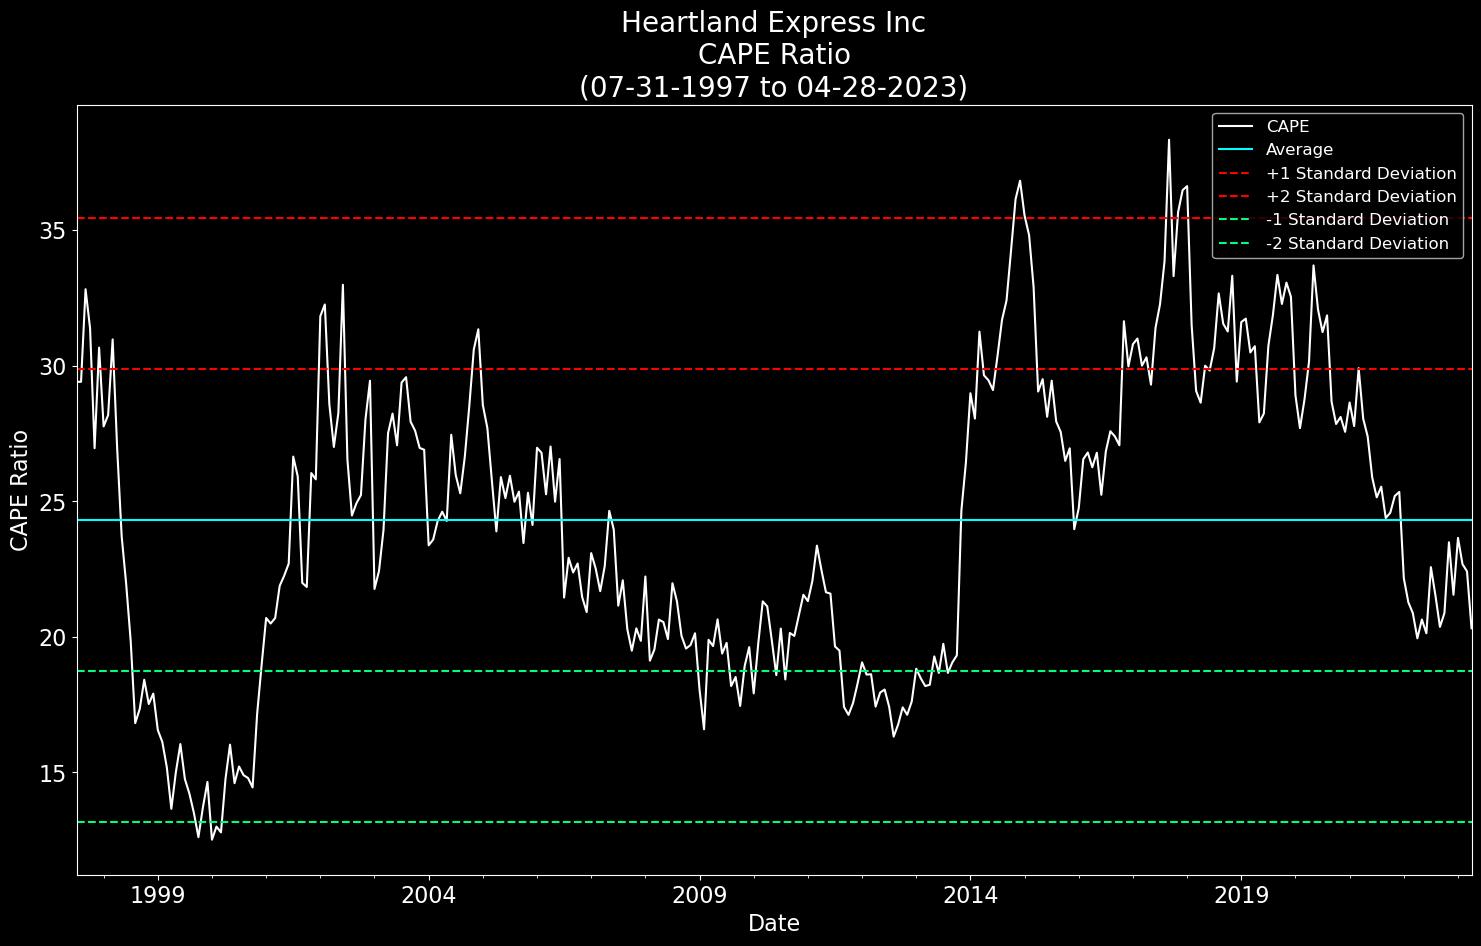 Heartland Express Inc
CAPE Ratio
(07-31-1997 to 04-28-2023)
CAPE
Average
+1 Standard Deviation
+2 Standard Deviation
-1 Standard Deviation
-2 Standard Deviation
CAPE Ratio
35
30
25
20
15
1999
2004
2009
2014
2019
Date